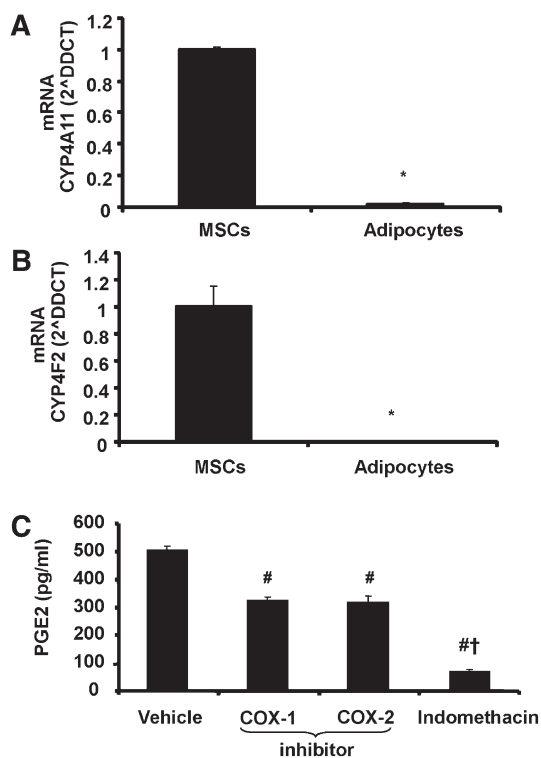 A
mRNA
CYP4A11 (2^DDCT)
1.2
1
0.8
0.6
0.4
0.2
0
*
MSCs Adipocytes
B
mRNA
CYP4F2 (2^DDCT)
1.4
1.2
1
0.8
0.6
0.4
0.2
0
*
MSCs Adipocytes
C
PGE2 (pg/ml)
600
500
400
300
200
100
0
# # #†
Vehicle COX-1 COX-2 Indomethacin
inhibitor